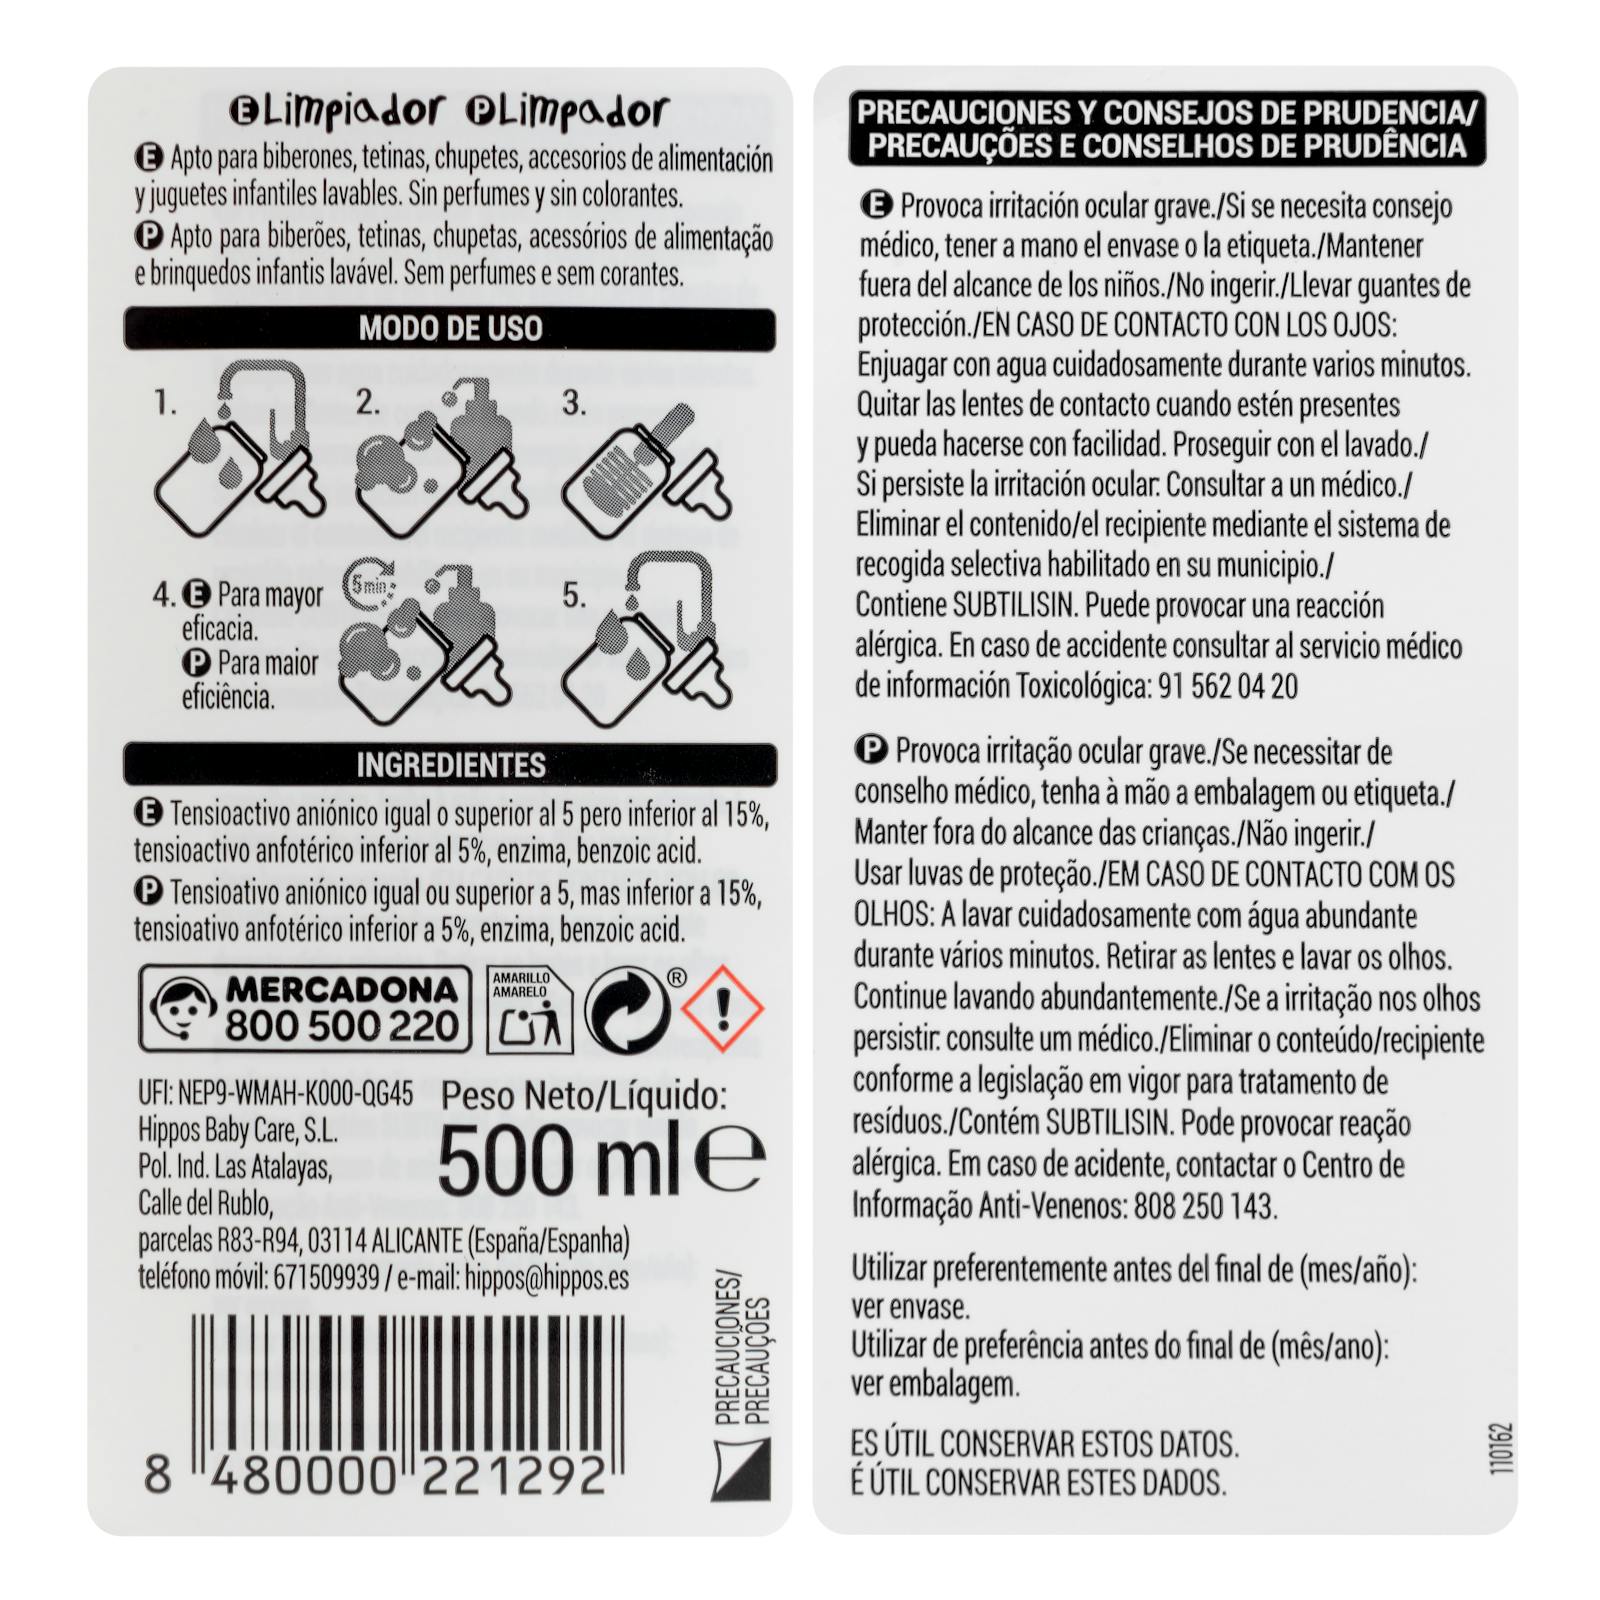 E Limpiador P Limpador
E Apto para biberones, tetinas, chupetes, accesorios de alimentación
y juguetes infantiles lavables. Sin perfumes y sin colorantes.
P Apto para biberões, tetinas, chupetas, acessórios de alimentação
e brinquedos infantis lavável. Sem perfumes e sem corantes.
MODO DE USO
1.
2.
3.
4. E Para mayor
eficacia.
P Para maior
eficiência.
5 min.
5.
INGREDIENTES
E Tensioactivo aniónico igual o superior al 5 pero inferior al 15%,
tensioactivo anfotérico inferior al 5%, enzima, benzoic acid.
P Tensioativo aniónico igual ou superior a 5, mas inferior a 15%,
tensioativo anfotérico inferior a 5%, enzima, benzoic acid.
MERCADONA
800 500 220
AMARILLO
AMARELO
®
UFI: NEP9-WMAH-K000-QG45
Hippos Baby Care, S.L.
Pol. Ind. Las Atalayas,
Calle del Rublo,
parcelas R83-R94, 03114 ALICANTE (España/Espanha)
teléfono móvil: 671509939 / e-mail: hippos@hippos.es
Peso Neto/Líquido:
500 ml e
PRECAUCIONES/
PRECAUÇÕES
8 480000 221292
PRECAUCIONES Y CONSEJOS DE PRUDENCIA/
PRECAUÇÕES E CONSELHOS DE PRUDÊNCIA
E Provoca irritación ocular grave./Si se necesita consejo
médico, tener a mano el envase o la etiqueta./Mantener
fuera del alcance de los niños./No ingerir./Llevar guantes de
protección./EN CASO DE CONTACTO CON LOS OJOS:
Enjuagar con agua cuidadosamente durante varios minutos.
Quitar las lentes de contacto cuando estén presentes
y pueda hacerse con facilidad. Proseguir con el lavado./
Si persiste la irritación ocular: Consultar a un médico./
Eliminar el contenido/el recipiente mediante el sistema de
recogida selectiva habilitado en su municipio./
Contiene SUBTILISIN. Puede provocar una reacción
alérgica. En caso de accidente consultar al servicio médico
de información Toxicológica: 91 562 04 20
P Provoca irritação ocular grave./Se necessitar de
conselho médico, tenha à mão a embalagem ou etiqueta./
Manter fora do alcance das crianças./Não ingerir./
Usar luvas de proteção./EM CASO DE CONTACTO COM OS
OLHOS: A lavar cuidadosamente com água abundante
durante vários minutos. Retirar as lentes e lavar os olhos.
Continue lavando abundantemente./Se a irritação nos olhos
persistir: consulte um médico./Eliminar o conteúdo/recipiente
conforme a legislação em vigor para tratamento de
resíduos./Contém SUBTILISIN. Pode provocar reação
alérgica. Em caso de acidente, contactar o Centro de
Informação Anti-Venenos: 808 250 143.
Utilizar preferentemente antes del final de (mes/año):
ver envase.
Utilizar de preferência antes do final de (mês/ano):
ver embalagem.
ES ÚTIL CONSERVAR ESTOS DATOS.
É ÚTIL CONSERVAR ESTES DADOS.
110162